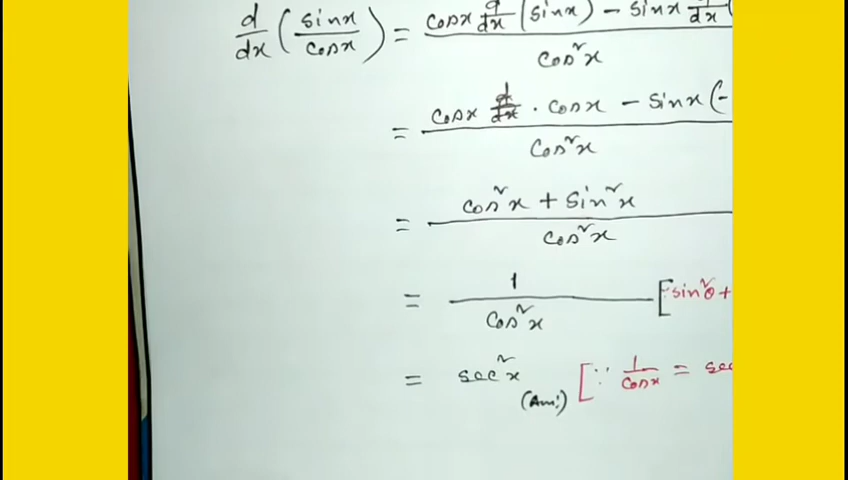 d/dx (sinx/cosx) = (cosx d/dx (sinx) − sinx d/dx ()/cos²x
= (cosx d/dx · cosx − sinx (−)/cos²x
= (cos²x + sin²x)/cos²x
= 1/cos²x [∵ sin²θ +
= sec²x (Ans:) [∵ 1/cosx = sec